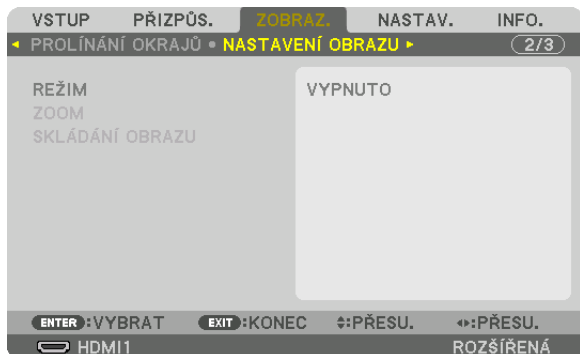 VSTUP PŘIZPŮS. ZOBRAZ. NASTAV. INFO.
PROLÍNÁNÍ OKRAJŮ • NASTAVENÍ OBRAZU 2/3
REŽIM VYPNUTO
ZOOM
SKLÁDÁNÍ OBRAZU
ENTER :VYBRAT EXIT :KONEC :PŘESU. :PŘESU.
HDMI1 ROZŠÍŘENÁ